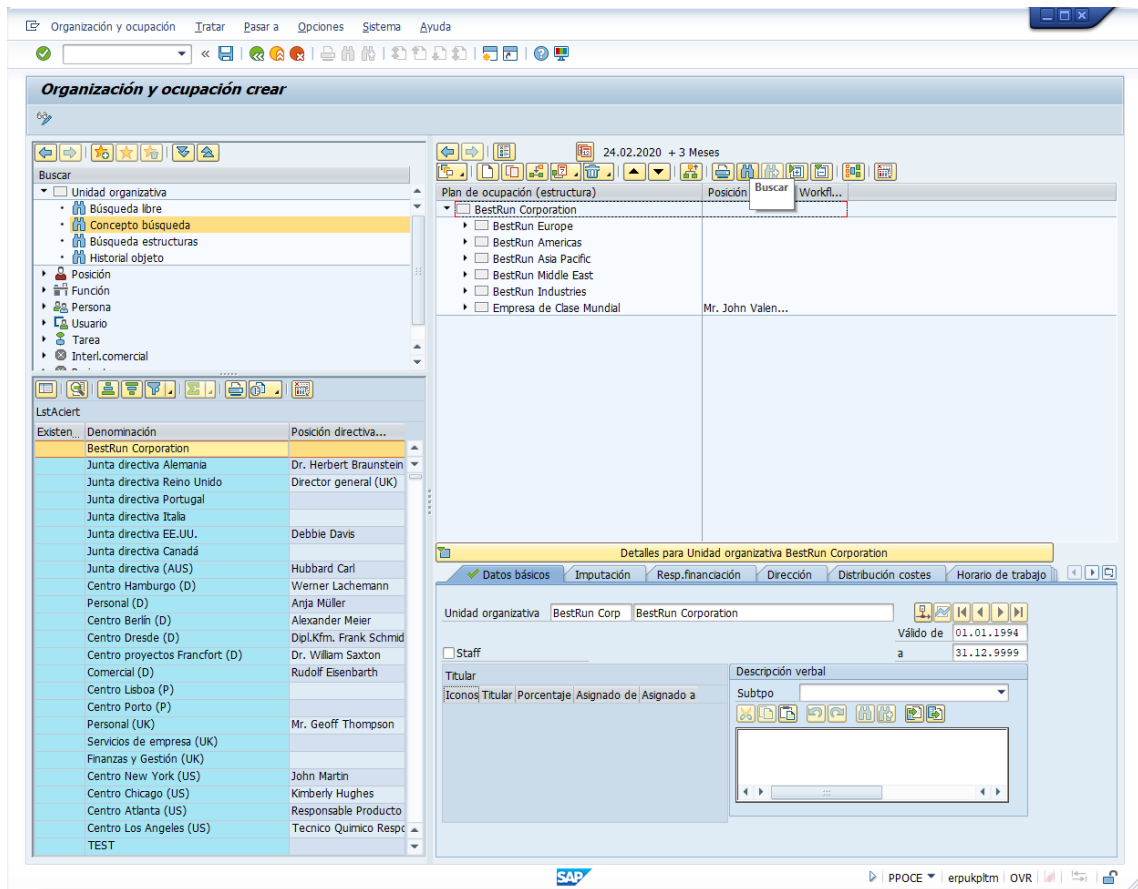 Organización y ocupación Tratar Pasar a Opciones Sistema Ayuda
Organización y ocupación crear
24.02.2020 + 3 Meses
Buscar
Unidad organizativa
Búsqueda libre
Concepto búsqueda
Búsqueda estructuras
Historial objeto
Posición
Función
Persona
Usuario
Tarea
Interl.comercial
Plan de ocupación (estructura) Posición Workfl...
Buscar
BestRun Corporation
BestRun Europe
BestRun Americas
BestRun Asia Pacific
BestRun Middle East
BestRun Industries
Empresa de Clase Mundial Mr. John Valen...
LstAciert
Existen... Denominación Posición directiva...
BestRun Corporation
Junta directiva Alemania Dr. Herbert Braunstein
Junta directiva Reino Unido Director general (UK)
Junta directiva Portugal
Junta directiva Italia
Junta directiva EE.UU. Debbie Davis
Junta directiva Canadá
Junta directiva (AUS) Hubbard Carl
Centro Hamburgo (D) Werner Lachemann
Personal (D) Anja Müller
Centro Berlín (D) Alexander Meier
Centro Dresde (D) Dipl.Kfm. Frank Schmid
Centro proyectos Francfort (D) Dr. William Saxton
Comercial (D) Rudolf Eisenbarth
Centro Lisboa (P)
Centro Porto (P)
Personal (UK) Mr. Geoff Thompson
Servicios de empresa (UK)
Finanzas y Gestión (UK)
Centro New York (US) John Martin
Centro Chicago (US) Kimberly Hughes
Centro Atlanta (US) Responsable Producto
Centro Los Angeles (US) Tecnico Quimico Respo
TEST
Detalles para Unidad organizativa BestRun Corporation
Datos básicos Imputación Resp.financiación Dirección Distribución costes Horario de trabajo
Unidad organizativa BestRun Corp BestRun Corporation
Válido de 01.01.1994
Staff a 31.12.9999
Titular
Iconos Titular Porcentaje Asignado de Asignado a
Descripción verbal
Subtpo
SAP
PPOCE erpukpltm OVR